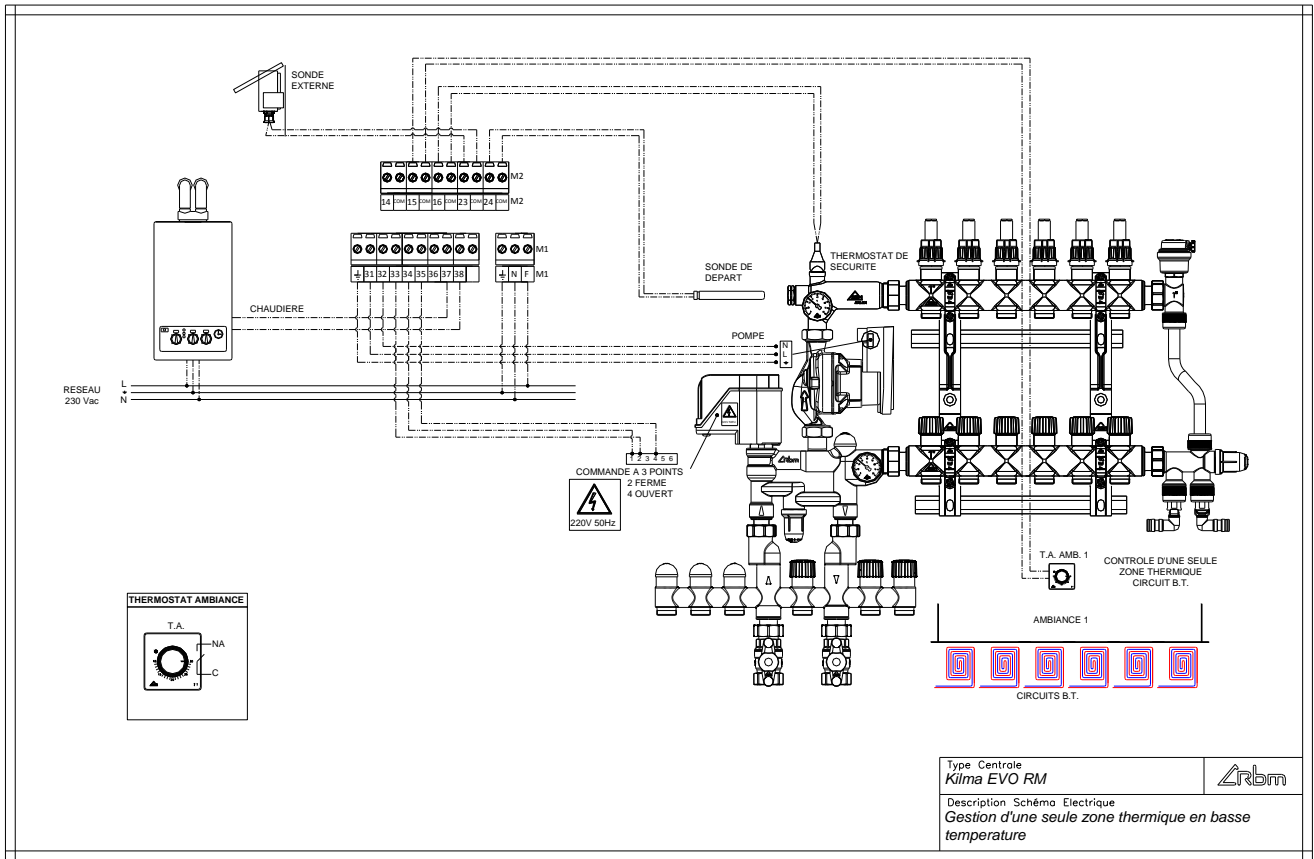 SONDE
EXTERNE
M2
14 COM 15 COM 16 COM 23 COM 24 COM M2
M1
31 32 33 34 35 36 37 38
N F M1
CHAUDIERE
RESEAU
230 Vac
L
N
SONDE DE
DEPART
THERMOSTAT DE
SECURITE
POMPE
N
L
1 2 3 4 5 6
COMMANDE A 3 POINTS
2 FERME
4 OUVERT
220V 50Hz
Rbm
T.A. AMB. 1
CONTROLE D'UNE SEULE
ZONE THERMIQUE
CIRCUIT B.T.
AMBIANCE 1
CIRCUITS B.T.
THERMOSTAT AMBIANCE
T.A.
NA
C
Type Centrale
Kilma EVO RM
Rbm
Description Schéma Electrique
Gestion d'une seule zone thermique en basse
temperature